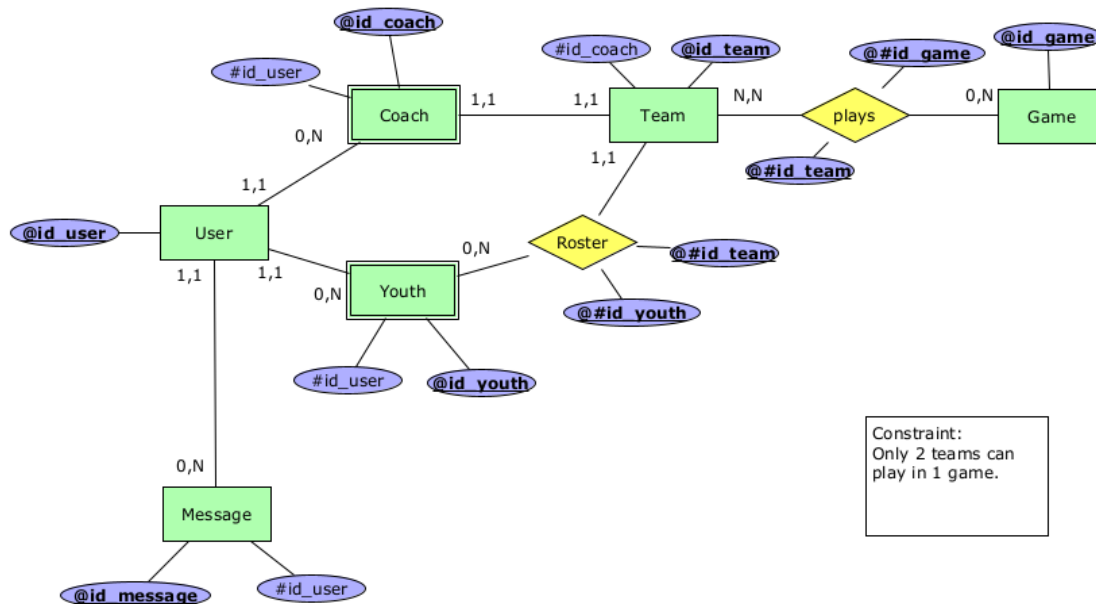 @id_coach
#id_user
Coach
1,1
0,N
#id_coach
@id_team
1,1
Team
N,N
1,1
@#id_game
plays
@#id_team
@id_game
0,N
Game
1,1
@id_user
User
1,1
1,1
0,N
Youth
0,N
Roster
@#id_team
@#id_youth
#id_user
@id_youth
0,N
Message
@id_message
#id_user
Constraint:
Only 2 teams can
play in 1 game.